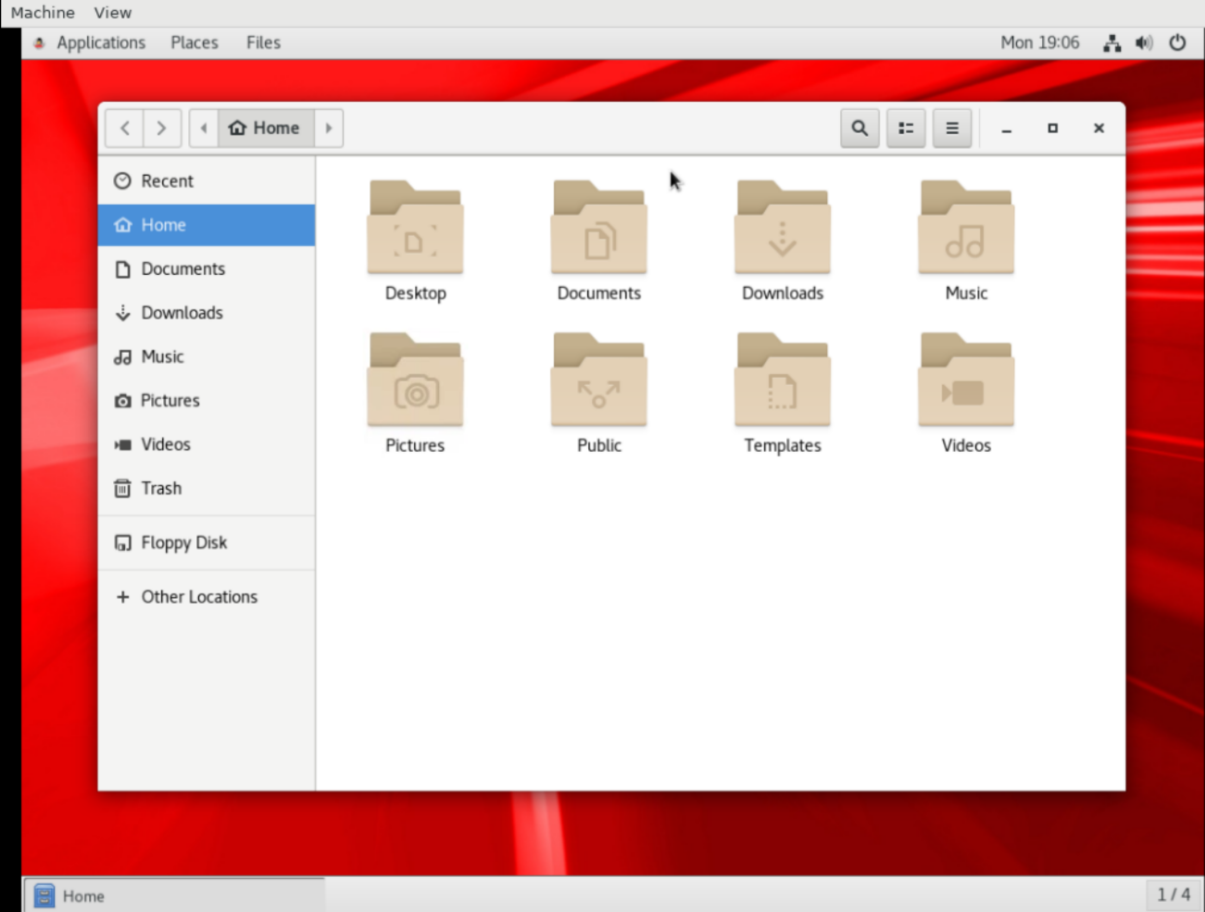 Machine View
Applications Places Files Mon 19:06
Home
Recent
Home
Documents
Downloads
Music
Pictures
Videos
Trash
Floppy Disk
Other Locations
Desktop Documents Downloads Music
Pictures Public Templates Videos
Home 1 / 4